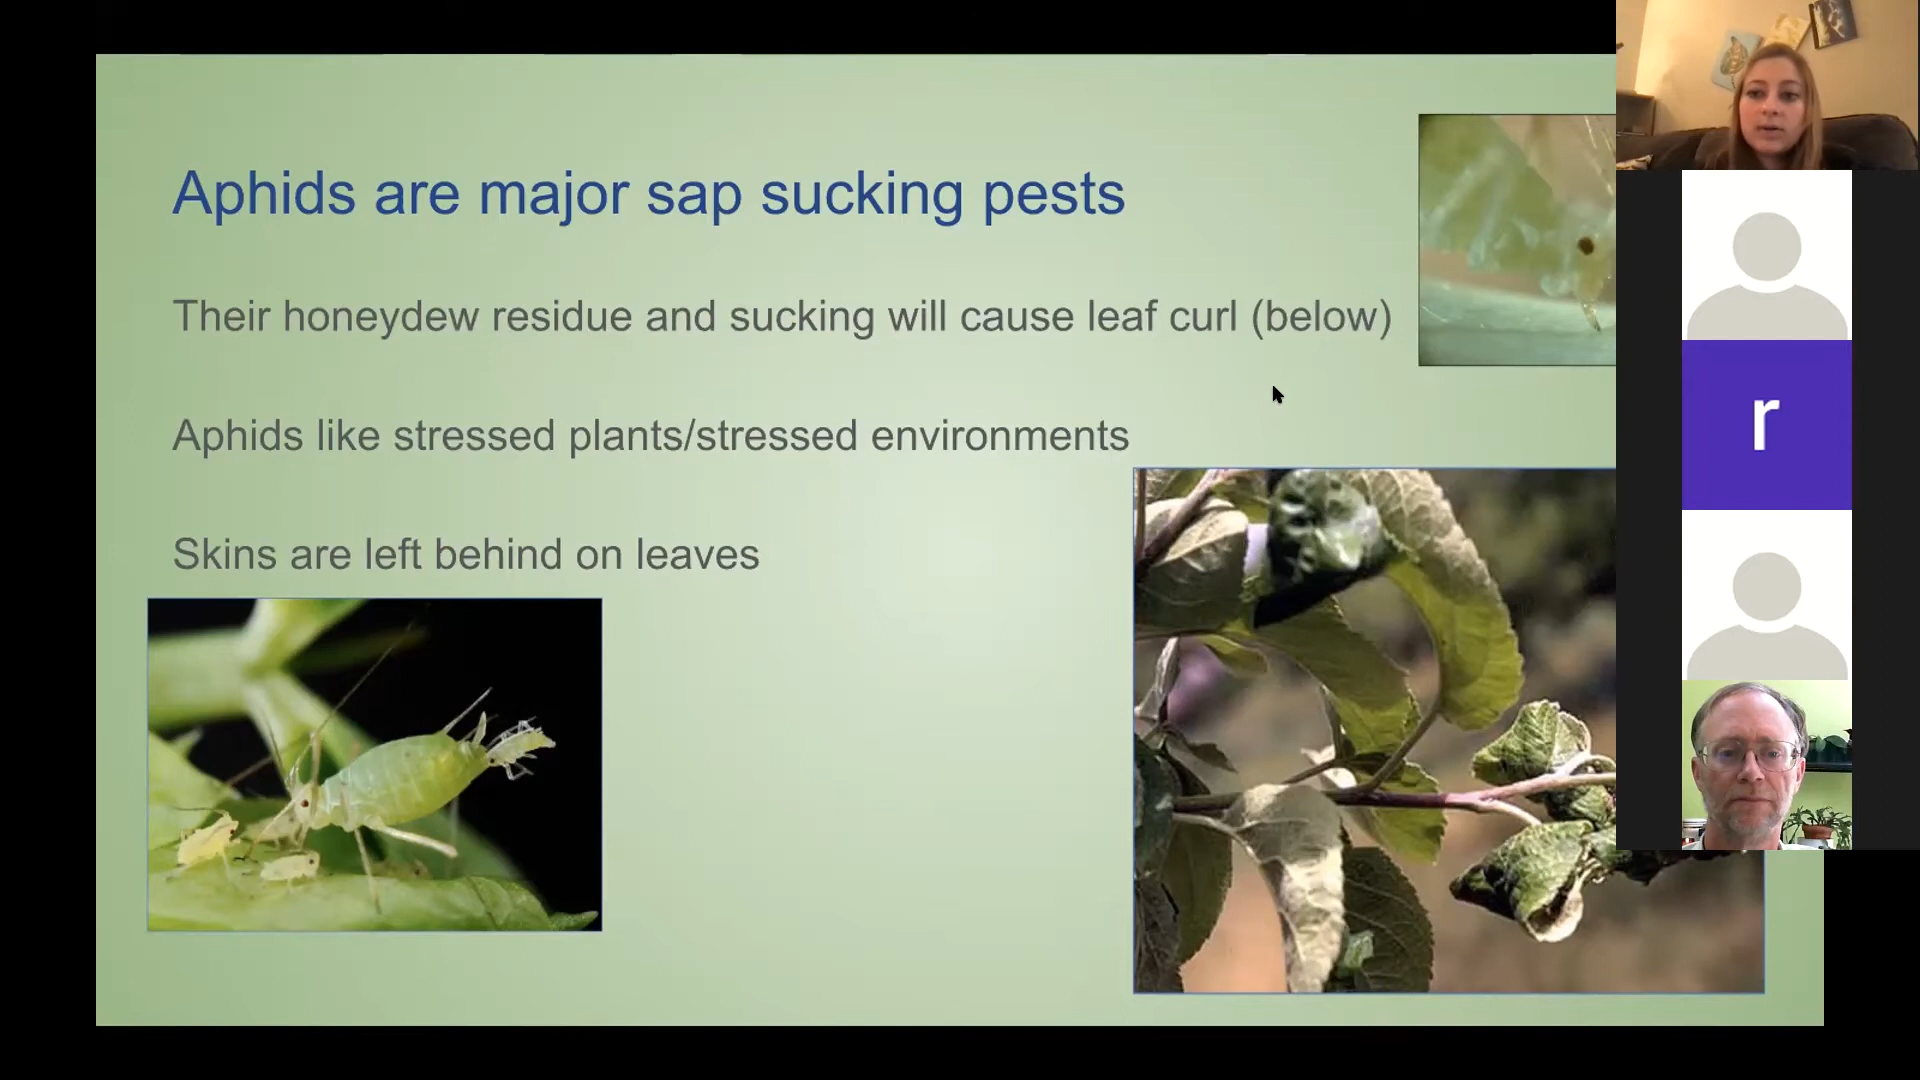 Aphids are major sap sucking pests
Their honeydew residue and sucking will cause leaf curl (below)
Aphids like stressed plants/stressed environments
Skins are left behind on leaves
r